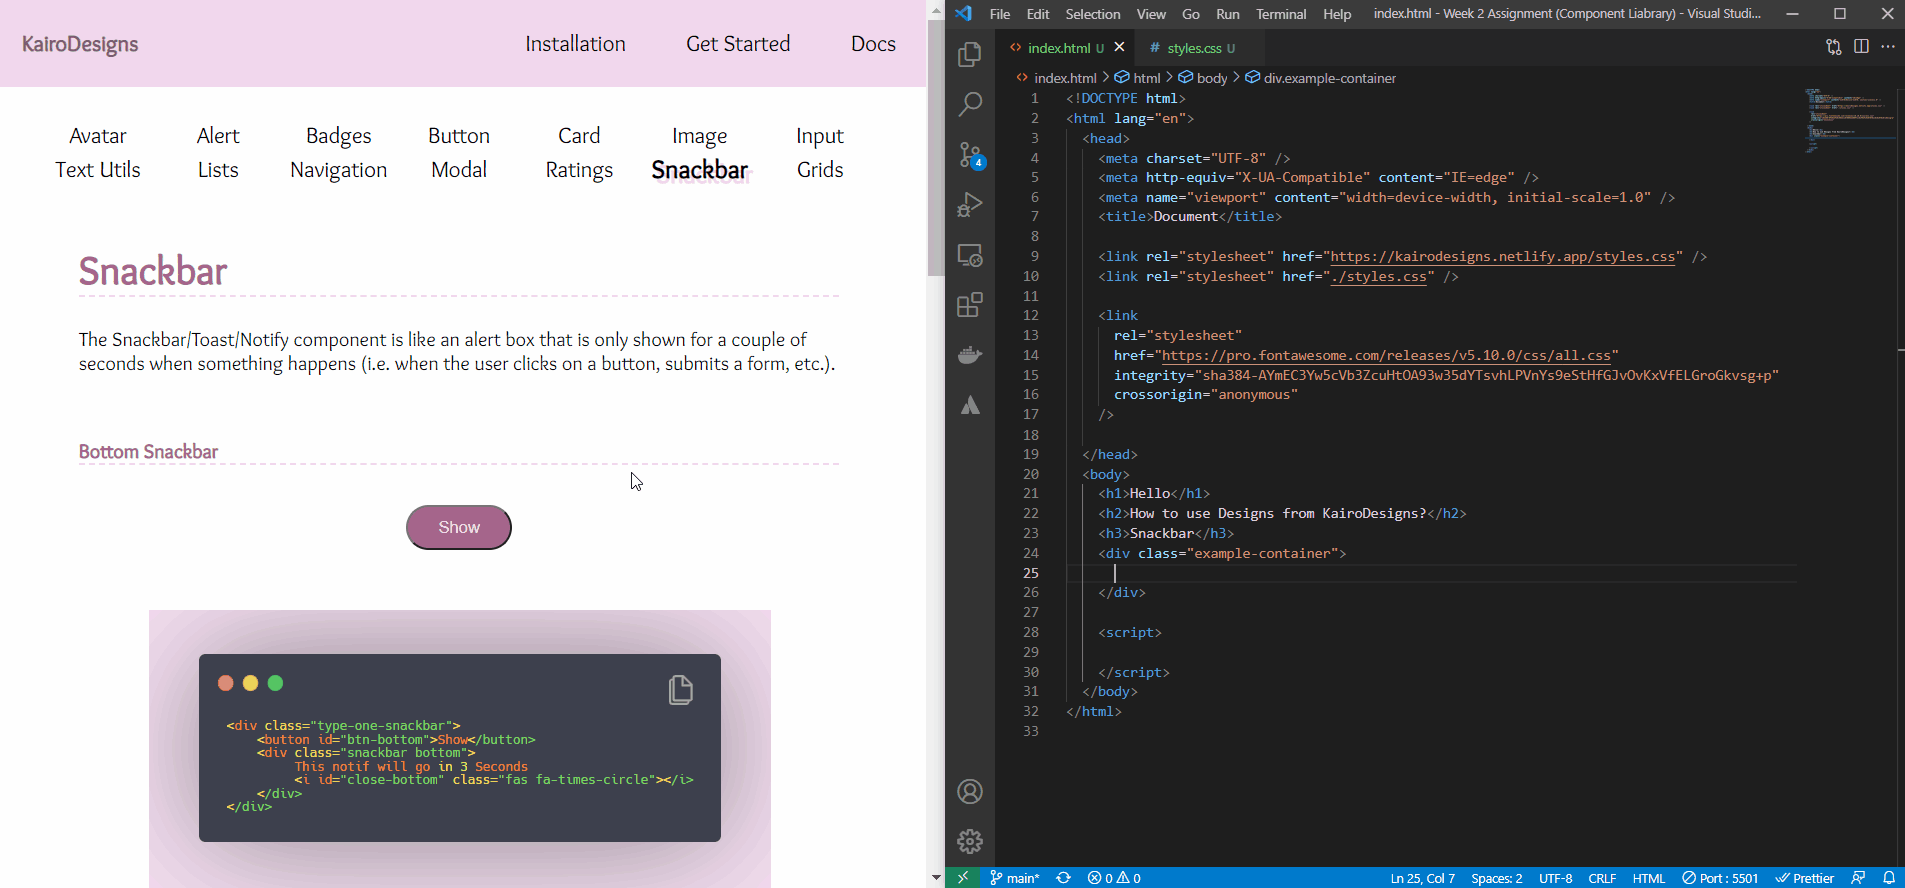 KairoDesigns
Installation
Get Started
Docs
Avatar
Alert
Badges
Button
Card
Image
Input
Text Utils
Lists
Navigation
Modal
Ratings
Snackbar
Grids
Snackbar
The Snackbar/Toast/Notify component is like an alert box that is only shown for a couple of
seconds when something happens (i.e. when the user clicks on a button, submits a form, etc.).
Bottom Snackbar
Show
<div class="type-one-snackbar">
<button id="btn-bottom">Show</button>
<div class="snackbar bottom">
This notif will go in 3 Seconds
<i id="close-bottom" class="fas fa-times-circle"></i>
</div>
</div>
File Edit Selection View Go Run Terminal Help index.html - Week 2 Assignment (Component Liabrary) - Visual Studi...
index.html U
# styles.css U
index.html > html > body > div.example-container
1 <!DOCTYPE html>
2 <html lang="en">
3 <head>
4 <meta charset="UTF-8" />
5 <meta http-equiv="X-UA-Compatible" content="IE=edge" />
6 <meta name="viewport" content="width=device-width, initial-scale=1.0" />
7 <title>Document</title>
8
9 <link rel="stylesheet" href="https://kairodesigns.netlify.app/styles.css" />
10 <link rel="stylesheet" href="./styles.css" />
11
12 <link
13 rel="stylesheet"
14 href="https://pro.fontawesome.com/releases/v5.10.0/css/all.css"
15 integrity="sha384-AYmEC3Yw5cVb3ZcuHtOA93w35dYTsvhLPVnYs9eStHfGJvOvKxVfELGroGkvsg+p"
16 crossorigin="anonymous"
17 />
18
19 </head>
20 <body>
21 <h1>Hello</h1>
22 <h2>How to use Designs from KairoDesigns?</h2>
23 <h3>Snackbar</h3>
24 <div class="example-container">
25
26 </div>
27
28 <script>
29
30 </script>
31 </body>
32 </html>
33
4
main* 0 0 Ln 25, Col 7 Spaces: 2 UTF-8 CRLF HTML Port : 5501 Prettier